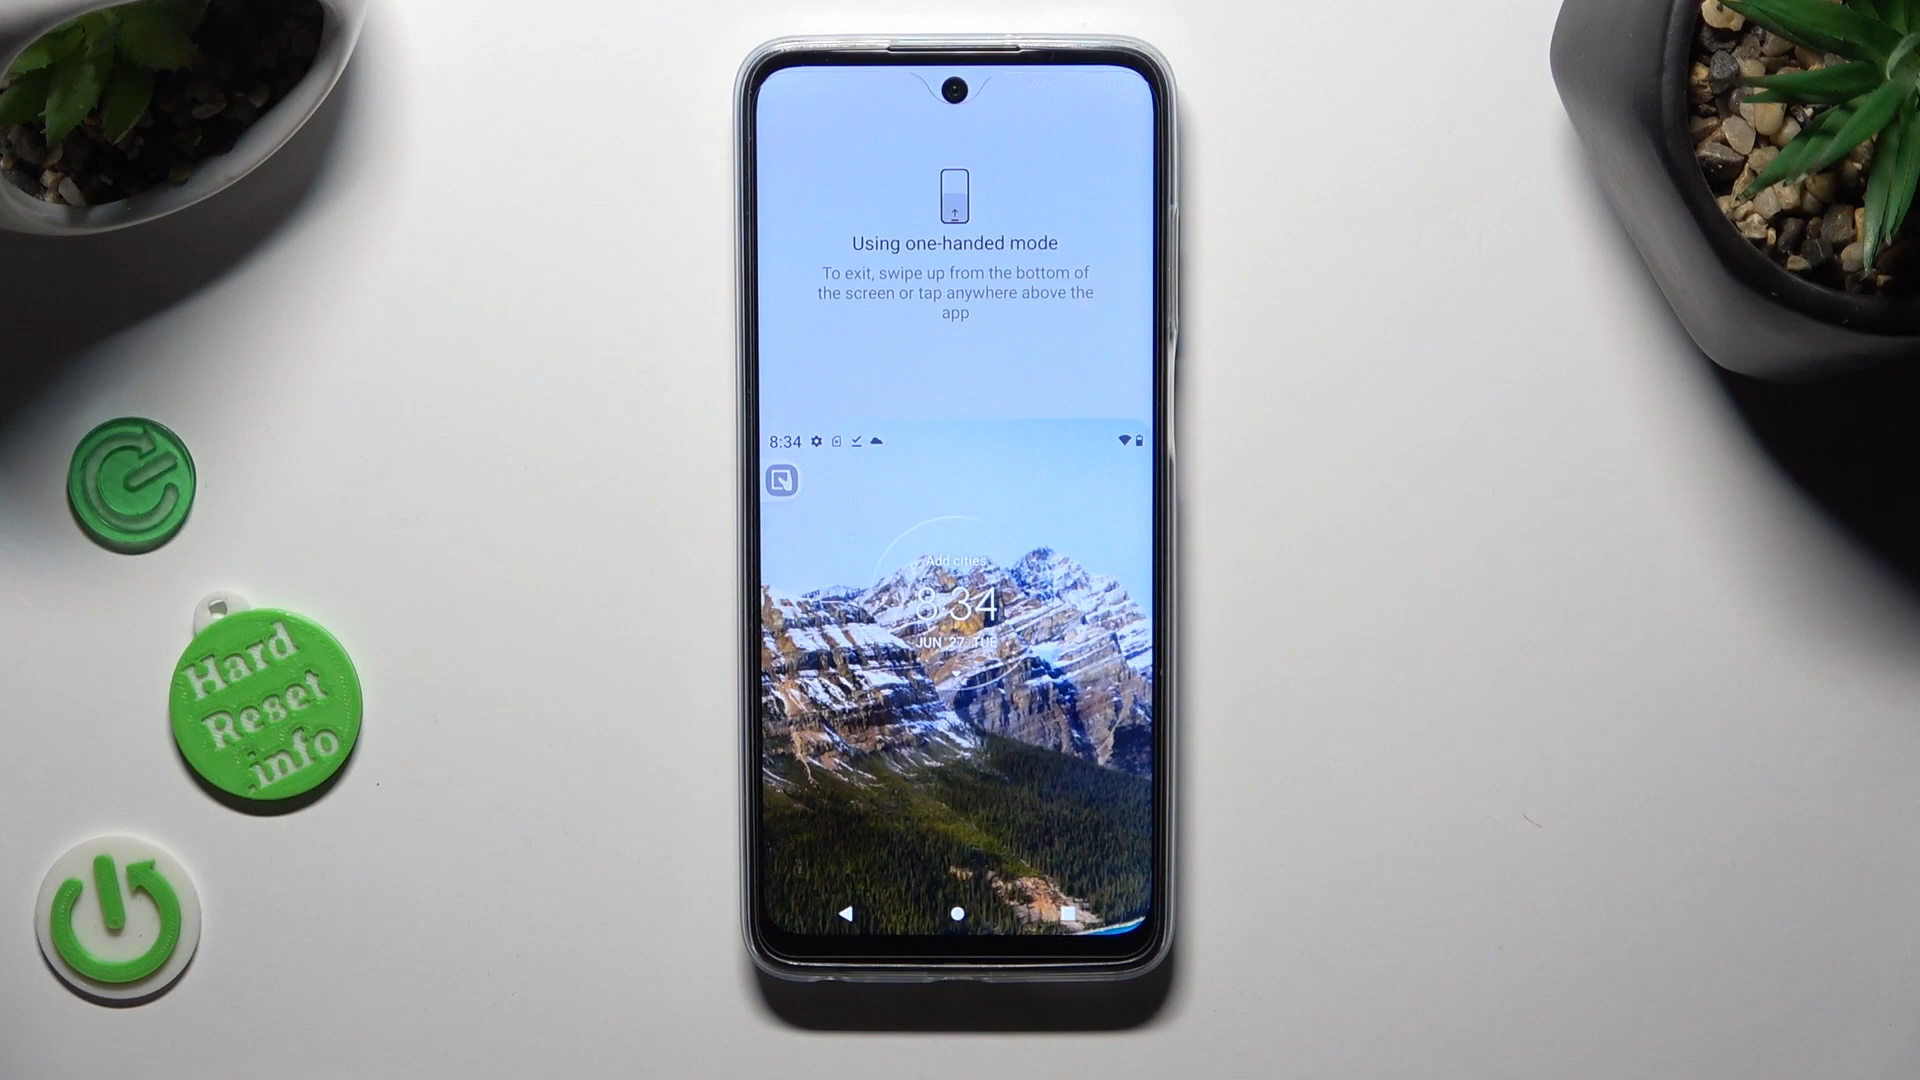 Using one-handed mode
To exit, swipe up from the bottom of
the screen or tap anywhere above the
app
8:34
Add cities
8:34
JUN 27, TUE
Hard
Reset
.info